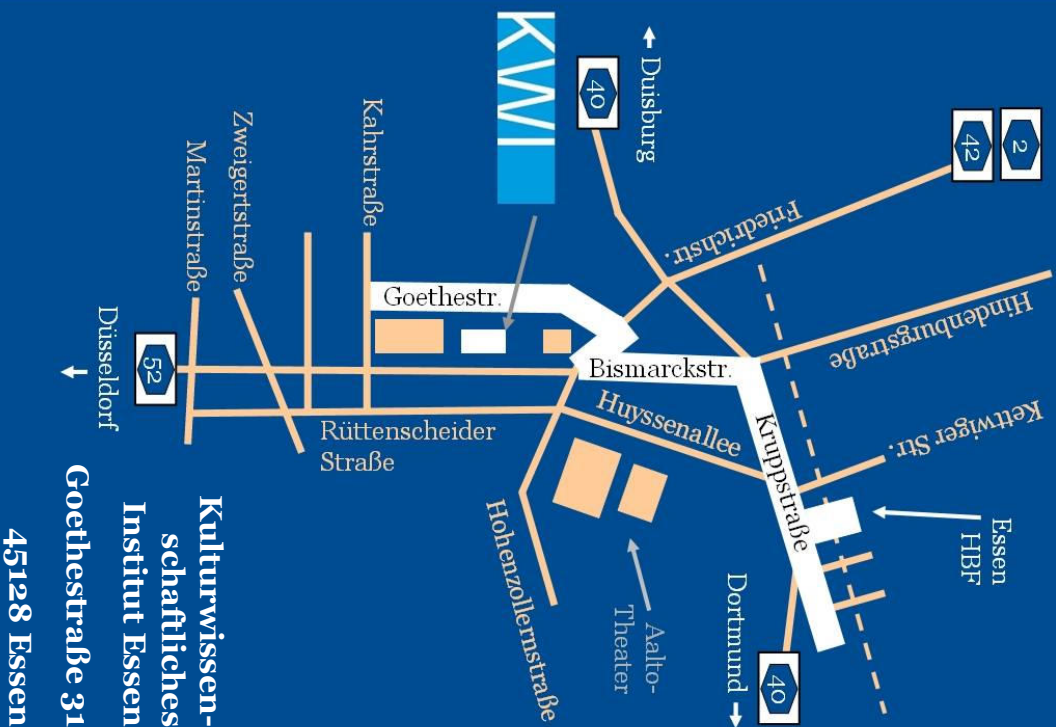 2
42
← Duisburg
40
KWI
Friedrichstr.
Hindenburgstraße
Kettwiger Str.
Essen
HBF
Kruppstraße
Bismarckstr.
Goethestr.
Huyssenallee
Aalto-
Theater
Dortmund →
40
Hohenzollernstraße
Kahrstraße
Rüttenscheider
Straße
Zweigertstraße
Martinstraße
52
Düsseldorf
↓
Kulturwissen-
schaftliches
Institut Essen
Goethestraße 31
45128 Essen